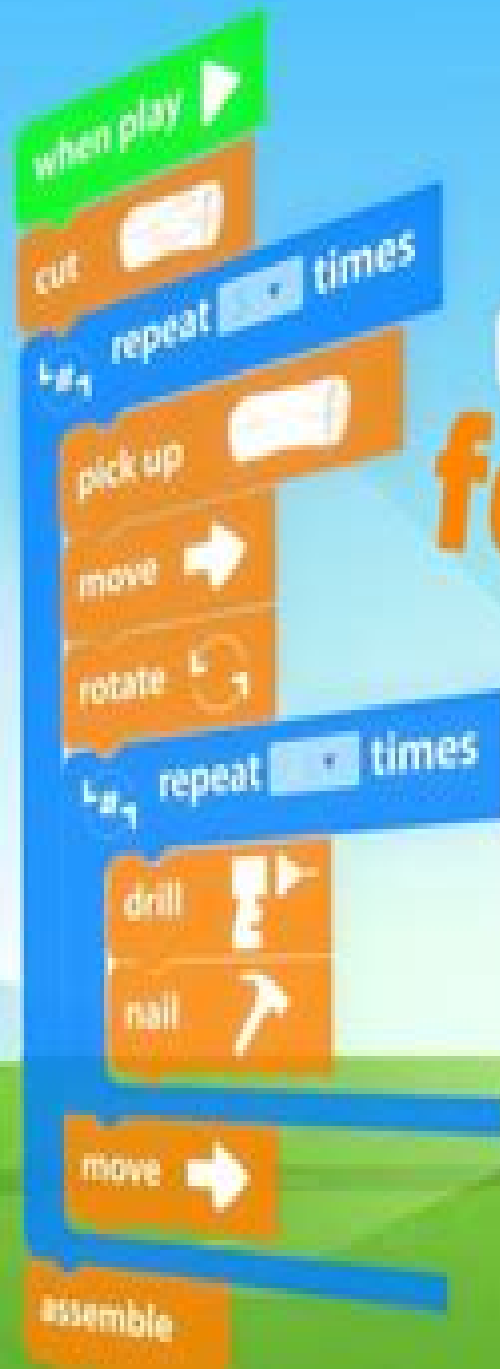 when play
cut
repeat times
pick up
move
rotate
repeat times
drill
nail
move
assemble